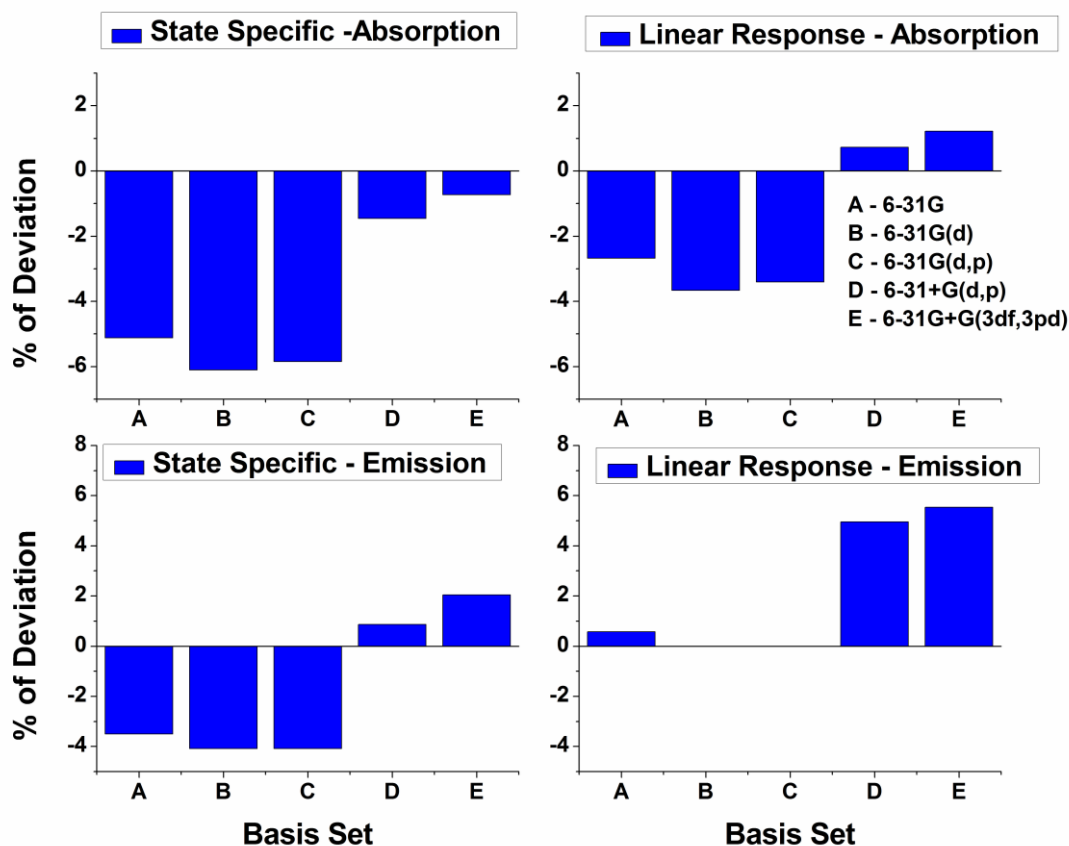 State Specific -Absorption
% of Deviation
2
0
-2
-4
-6
A B C D E
Linear Response - Absorption
2
0
-2
-4
-6
A - 6-31G
B - 6-31G(d)
C - 6-31G(d,p)
D - 6-31+G(d,p)
E - 6-31G+G(3df,3pd)
A B C D E
State Specific - Emission
% of Deviation
8
6
4
2
0
-2
-4
A B C D E
Basis Set
Linear Response - Emission
8
6
4
2
0
-2
-4
A B C D E
Basis Set